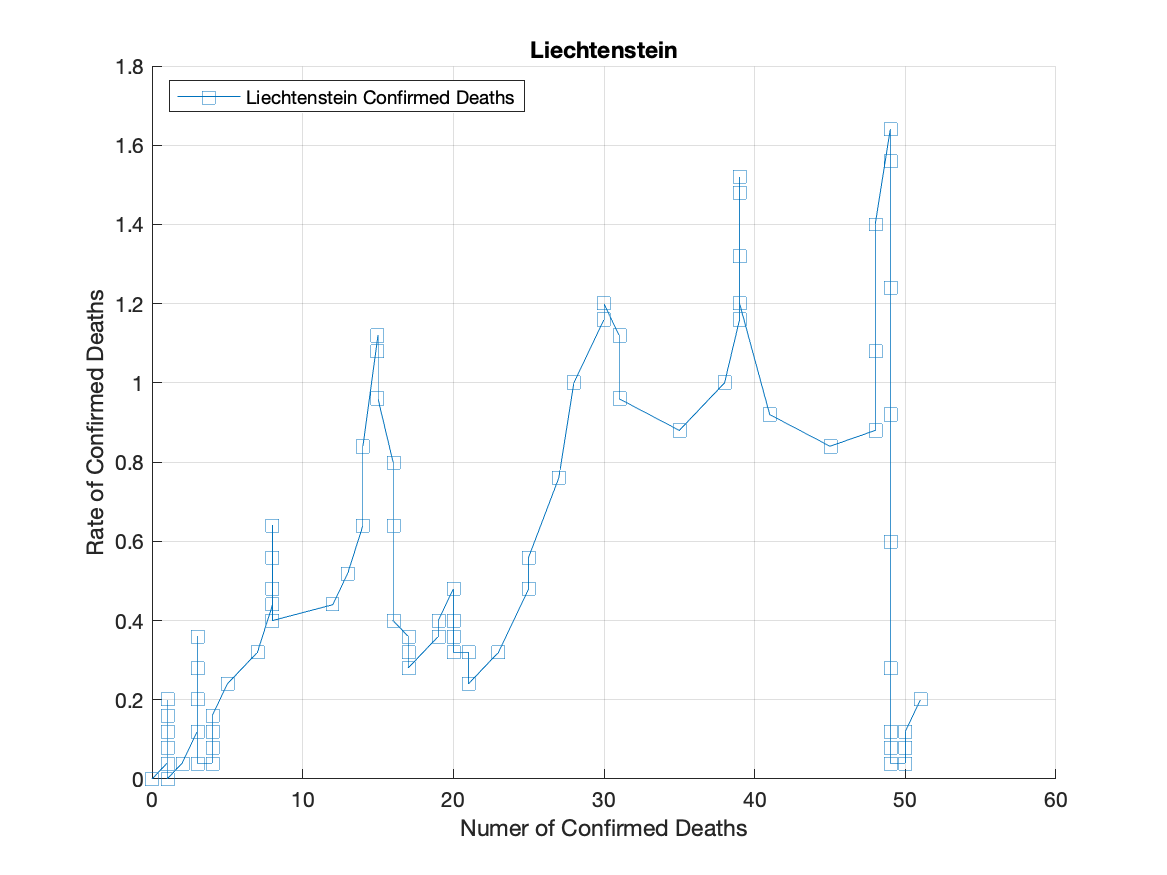 Liechtenstein
Liechtenstein Confirmed Deaths
Rate of Confirmed Deaths
1.8
1.6
1.4
1.2
1
0.8
0.6
0.4
0.2
0
0 10 20 30 40 50 60
Numer of Confirmed Deaths